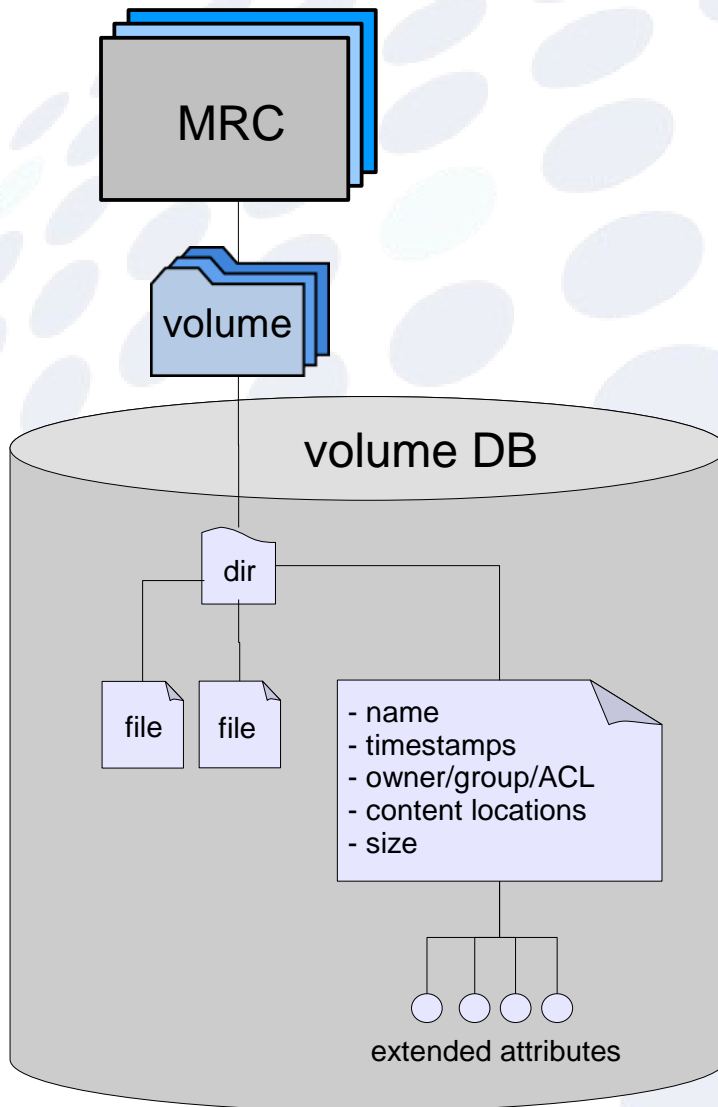 MRC
volume
volume DB
dir
file
file
- name
- timestamps
- owner/group/ACL
- content locations
- size
extended attributes